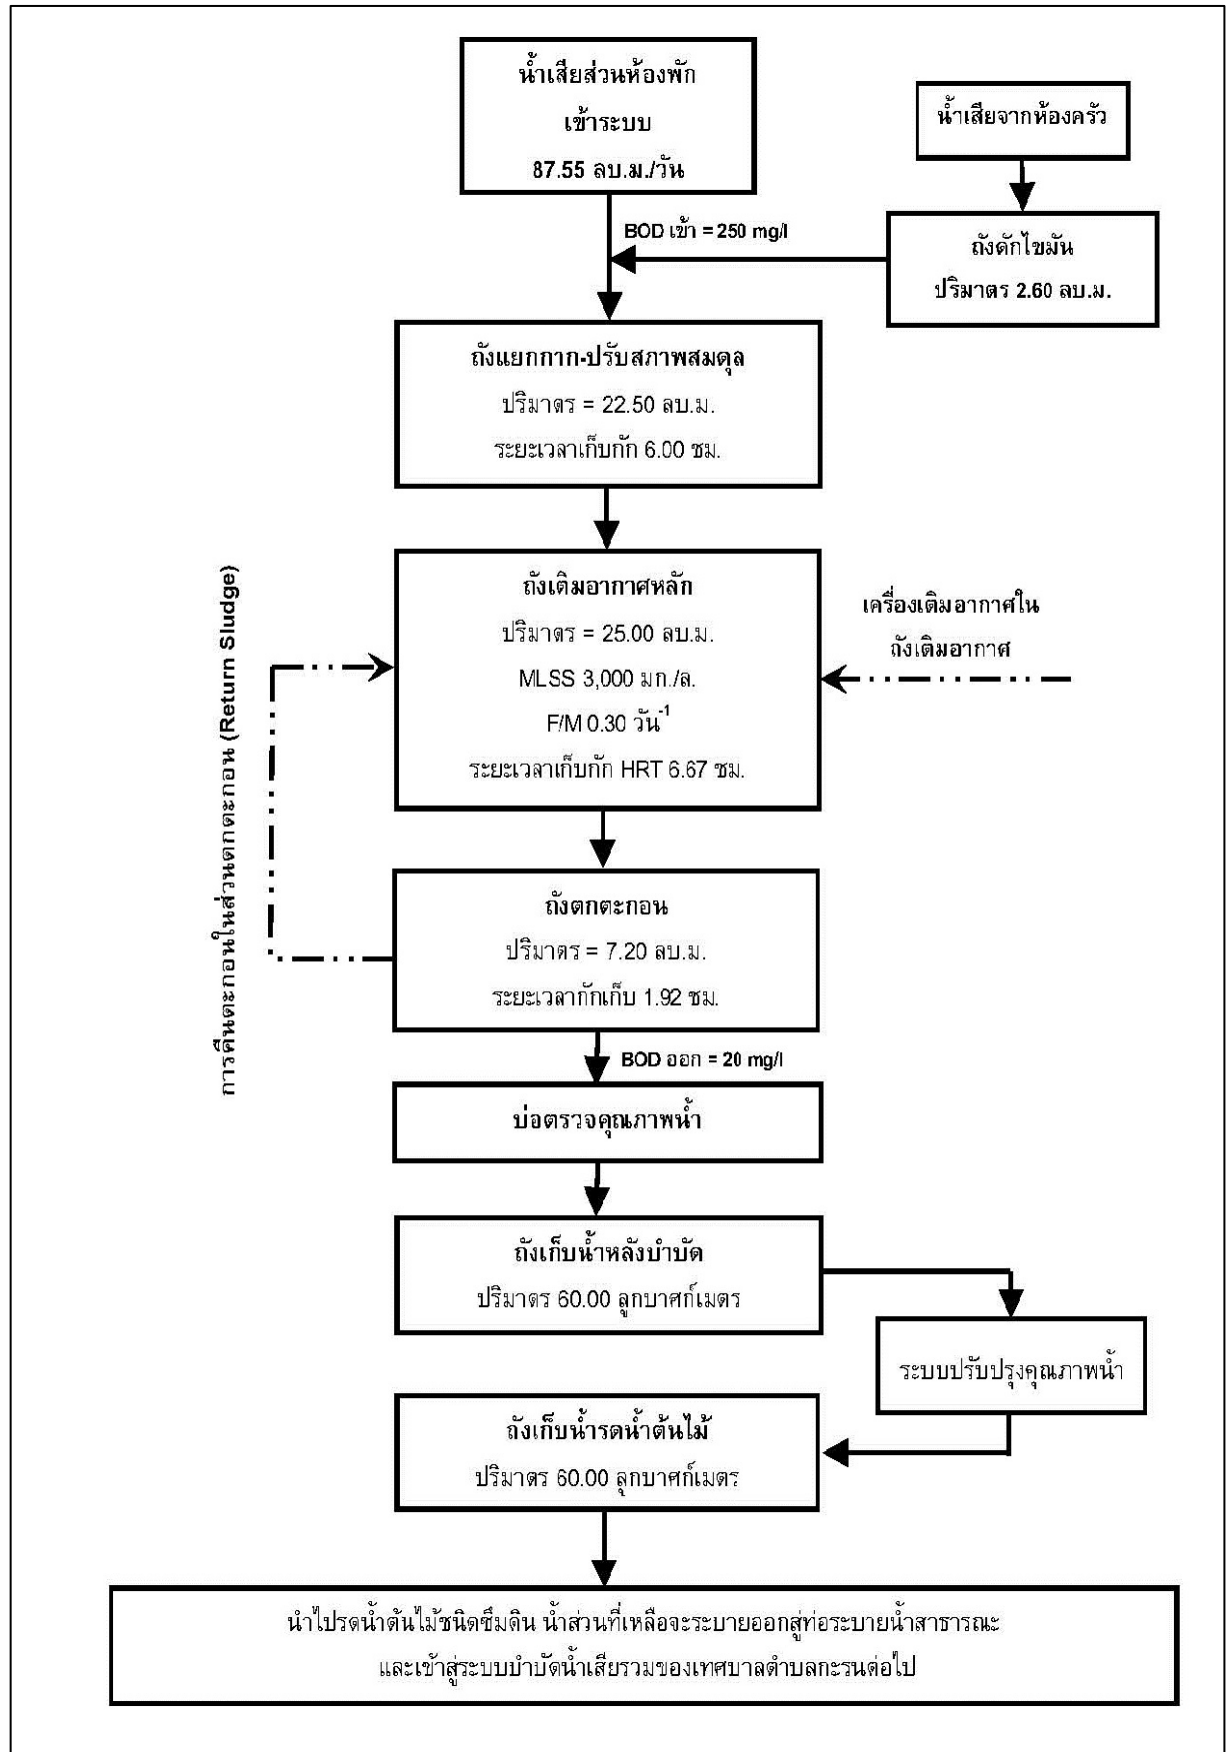 น้ำเสียส่วนห้องพัก
เข้าระบบ
87.55 ลบ.ม./วัน
น้ำเสียจากห้องครัว
BOD เข้า = 250 mg/l
ถังดักไขมัน
ปริมาตร 2.60 ลบ.ม.
ถังแยกกาก-ปรับสภาพสมดุล
ปริมาตร = 22.50 ลบ.ม.
ระยะเวลาเก็บกัก 6.00 ชม.
ถังเติมอากาศหลัก
ปริมาตร = 25.00 ลบ.ม.
MLSS 3,000 มก./ล.
F/M 0.30 วัน⁻¹
ระยะเวลาเก็บกัก HRT 6.67 ชม.
เครื่องเติมอากาศใน
ถังเติมอากาศ
การคืนตะกอนในส่วนตกตะกอน (Return Sludge)
ถังตกตะกอน
ปริมาตร = 7.20 ลบ.ม.
ระยะเวลากักเก็บ 1.92 ชม.
BOD ออก = 20 mg/l
บ่อตรวจคุณภาพน้ำ
ถังเก็บน้ำหลังบำบัด
ปริมาตร 60.00 ลูกบาศก์เมตร
ระบบปรับปรุงคุณภาพน้ำ
ถังเก็บน้ำรดน้ำต้นไม้
ปริมาตร 60.00 ลูกบาศก์เมตร
นำไปรดน้ำต้นไม้ชนิดซึมดิน น้ำส่วนที่เหลือจะระบายออกสู่ท่อระบายน้ำสาธารณะ
และเข้าสู่ระบบบำบัดน้ำเสียรวมของเทศบาลตำบลกะรนต่อไป